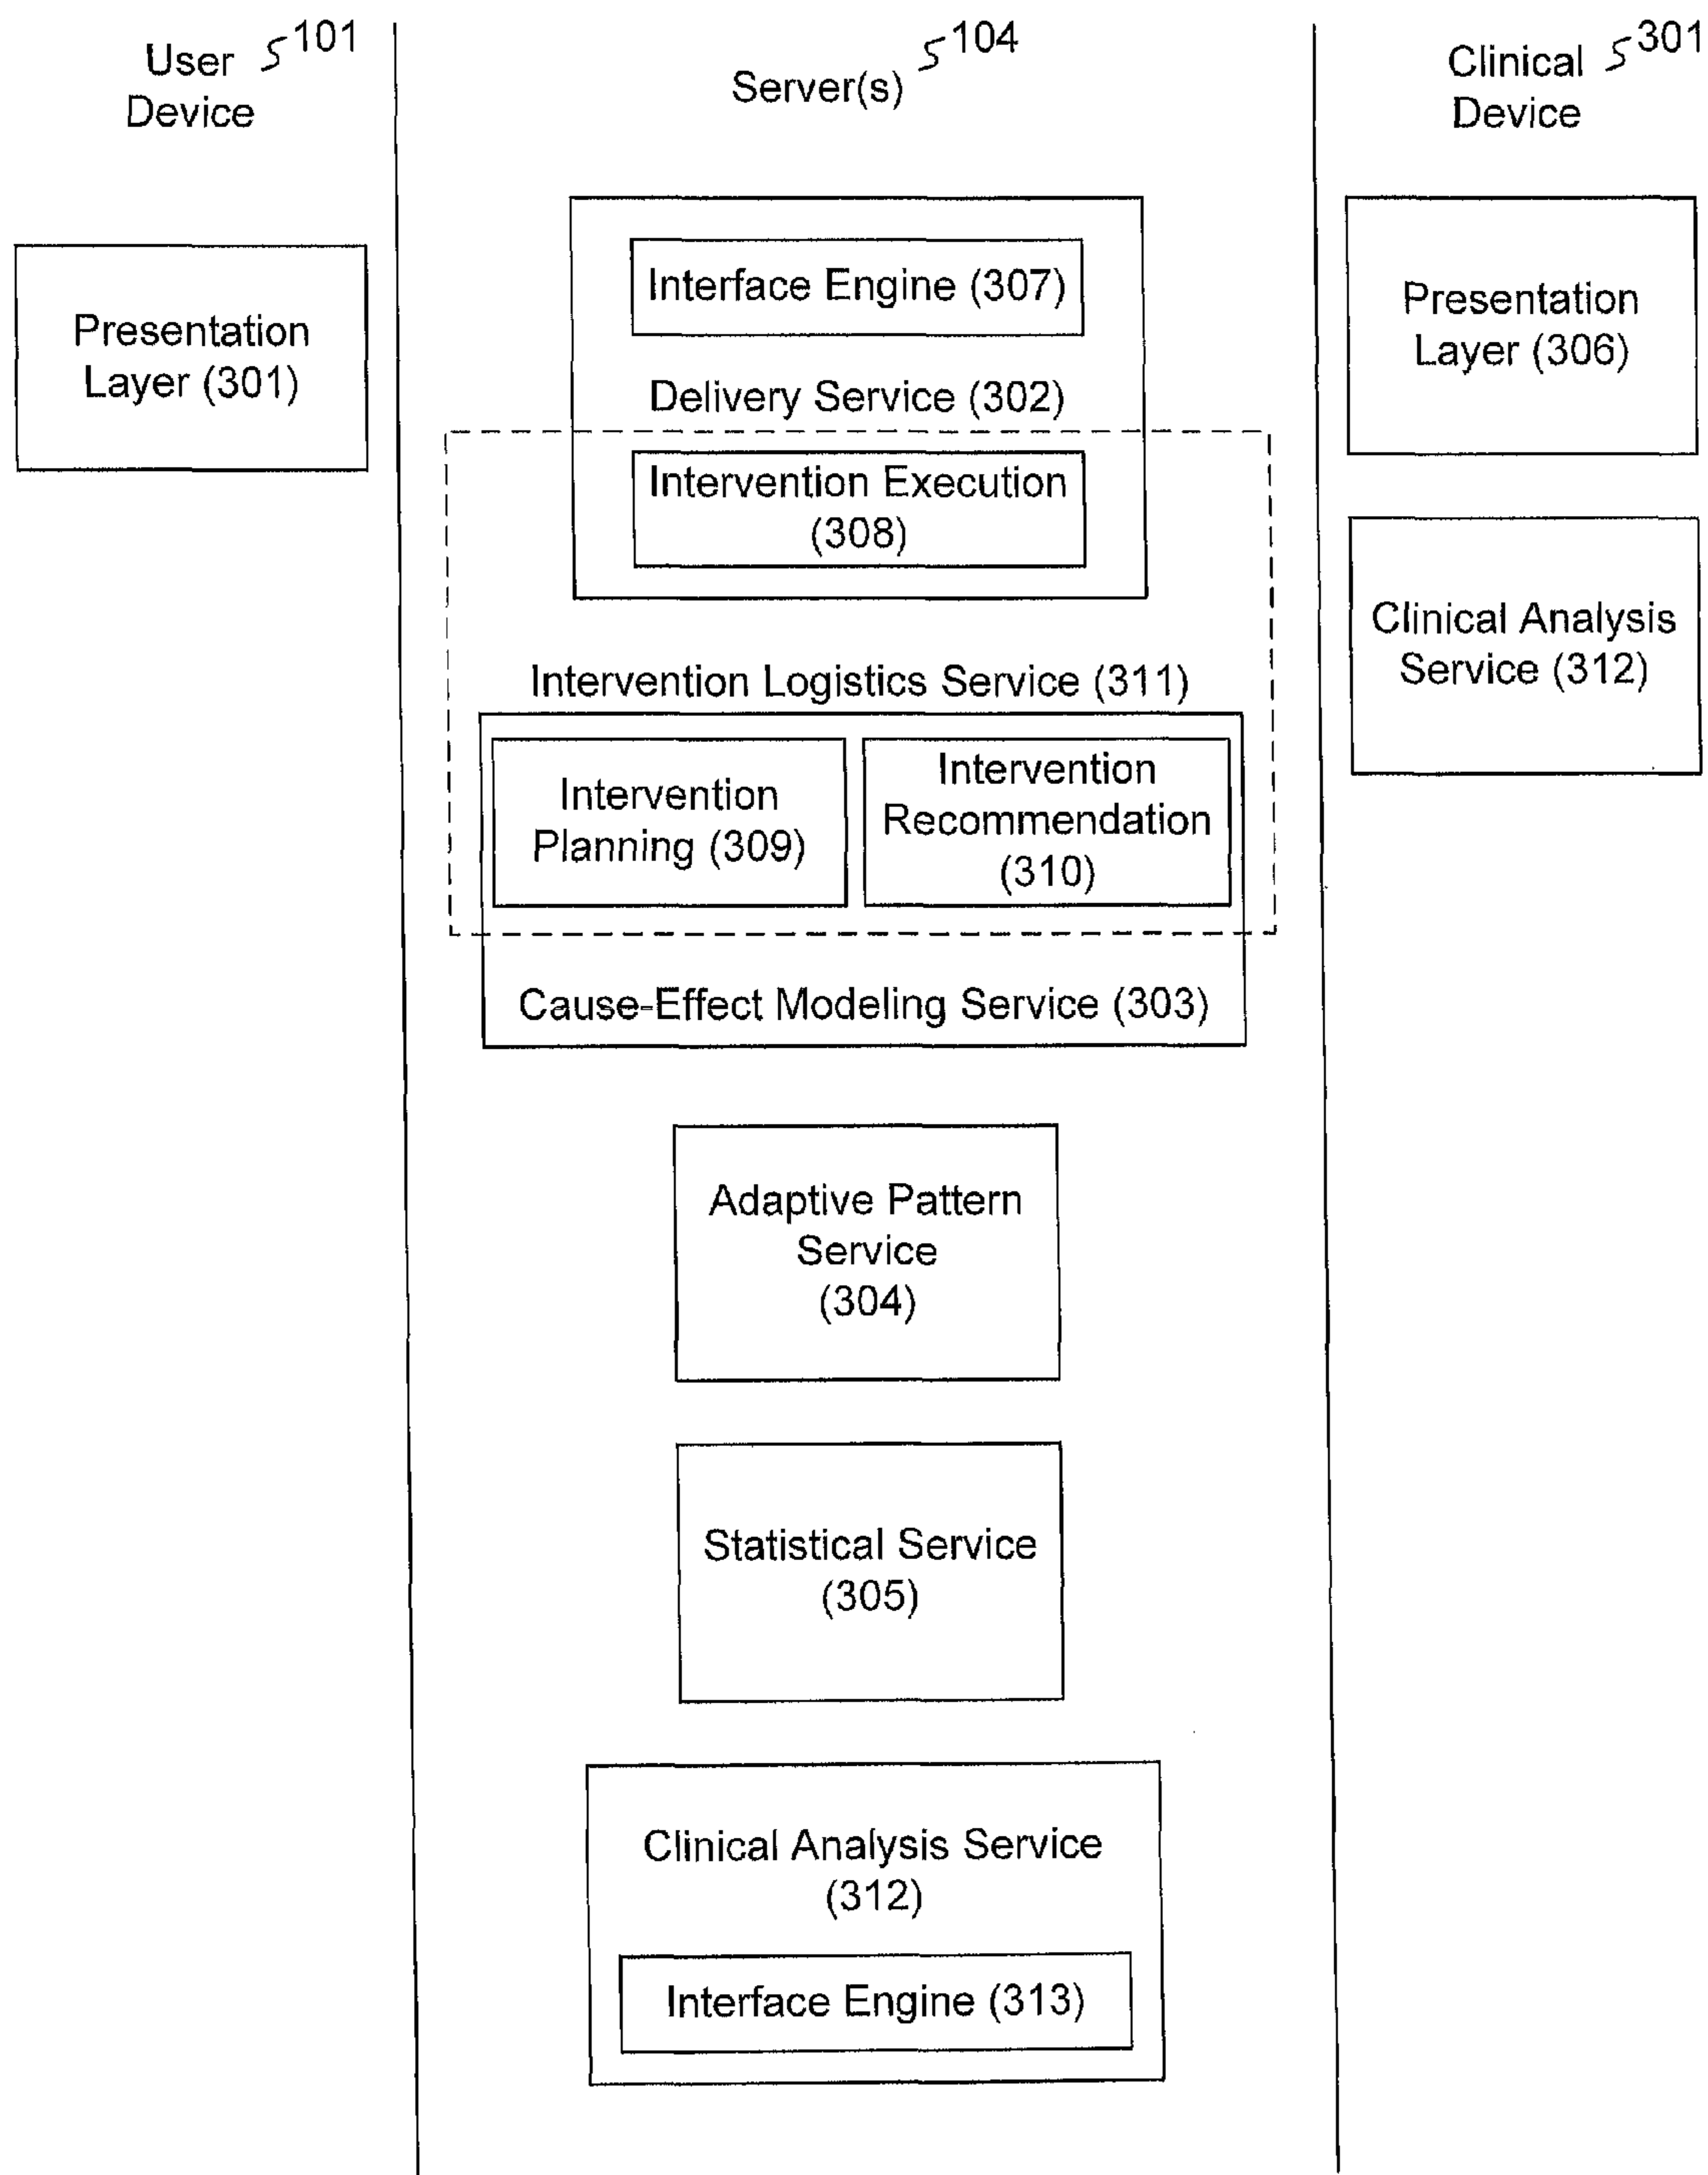 User 101
Device
Server(s) 104
Clinical 301
Device
Presentation
Layer (301)
Interface Engine (307)
Delivery Service (302)
Intervention Execution
(308)
Intervention Logistics Service (311)
Intervention
Planning (309)
Intervention
Recommendation
(310)
Cause-Effect Modeling Service (303)
Adaptive Pattern
Service
(304)
Statistical Service
(305)
Clinical Analysis Service
(312)
Interface Engine (313)
Presentation
Layer (306)
Clinical Analysis
Service (312)